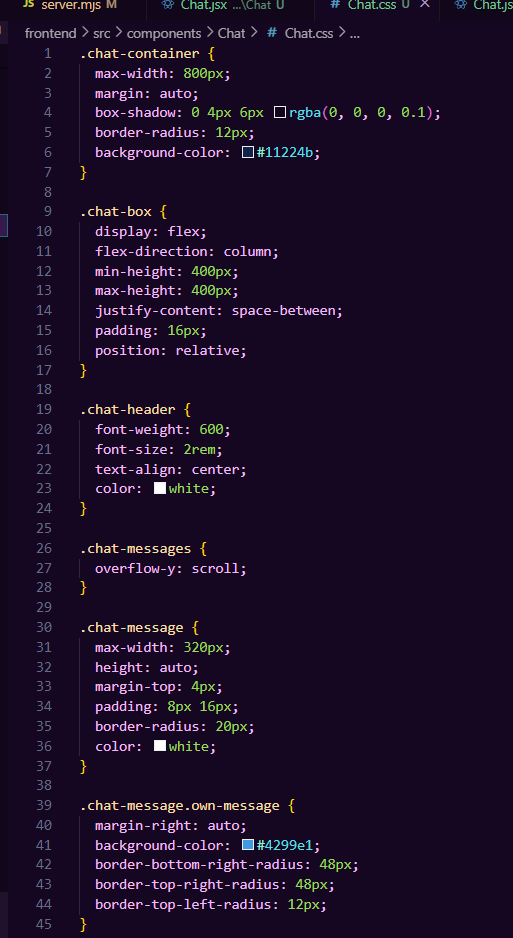 JS server.mjs M
Chat.jsx ...\Chat U
# Chat.css U ×
Chat.js
frontend > src > components > Chat > # Chat.css > ...
1 .chat-container {
2 max-width: 800px;
3 margin: auto;
4 box-shadow: 0 4px 6px rgba(0, 0, 0, 0.1);
5 border-radius: 12px;
6 background-color: #11224b;
7 }
8
9 .chat-box {
10 display: flex;
11 flex-direction: column;
12 min-height: 400px;
13 max-height: 400px;
14 justify-content: space-between;
15 padding: 16px;
16 position: relative;
17 }
18
19 .chat-header {
20 font-weight: 600;
21 font-size: 2rem;
22 text-align: center;
23 color: white;
24 }
25
26 .chat-messages {
27 overflow-y: scroll;
28 }
29
30 .chat-message {
31 max-width: 320px;
32 height: auto;
33 margin-top: 4px;
34 padding: 8px 16px;
35 border-radius: 20px;
36 color: white;
37 }
38
39 .chat-message.own-message {
40 margin-right: auto;
41 background-color: #4299e1;
42 border-bottom-right-radius: 48px;
43 border-top-right-radius: 48px;
44 border-top-left-radius: 12px;
45 }